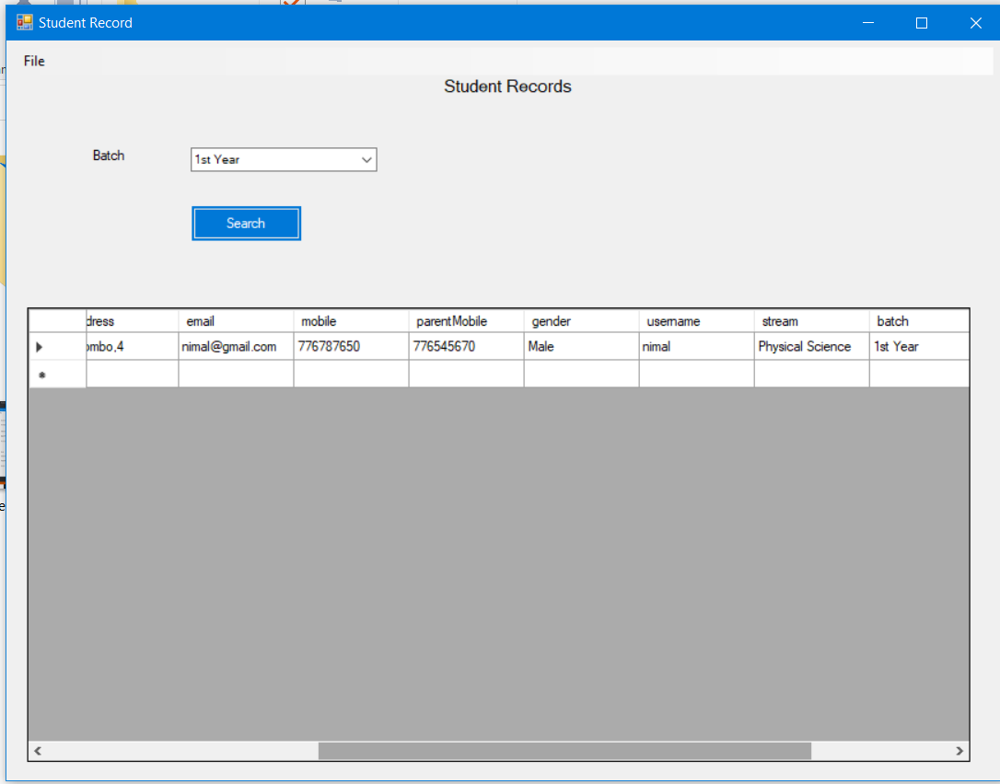 Student Record
File
Student Records
Batch
1st Year
Search
dress email mobile parentMobile gender username stream batch
ombo,4 nimal@gmail.com 776787650 776545670 Male nimal Physical Science 1st Year